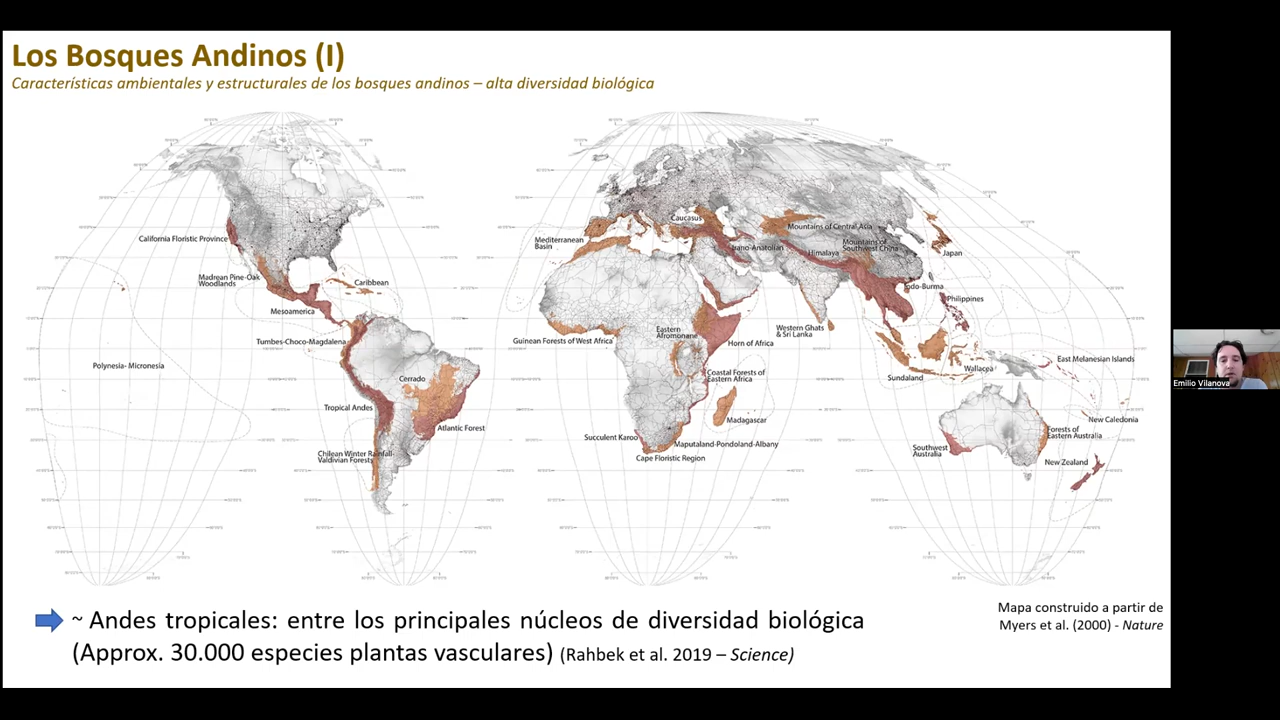 Los Bosques Andinos (I)
Características ambientales y estructurales de los bosques andinos – alta diversidad biológica
California Floristic Province
Madrean Pine-Oak
Woodlands
Caribbean
Mesoamerica
Tumbes-Choco-Magdalena
Polynesia- Micronesia
Cerrado
Tropical Andes
Atlantic Forest
Chilean Winter Rainfall-
Valdivian Forests
Mediterranean
Basin
Caucasus
Irano-Anatolian
Mountains of Central Asia
Mountains of
Southwest China
Himalaya
Japan
Indo-Burma
Philippines
Guinean Forests of West Africa
Eastern
Afromontane
Horn of Africa
Western Ghats
& Sri Lanka
Coastal Forests of
Eastern Africa
Madagascar
Succulent Karoo
Maputaland-Pondoland-Albany
Cape Floristic Region
Sundaland
Wallacea
East Melanesian Islands
New Caledonia
Forests of
Eastern Australia
Southwest
Australia
New Zealand
~ Andes tropicales: entre los principales núcleos de diversidad biológica
(Approx. 30.000 especies plantas vasculares) (Rahbek et al. 2019 – Science)
Mapa construido a partir de
Myers et al. (2000) - Nature
Emilio Vilanova